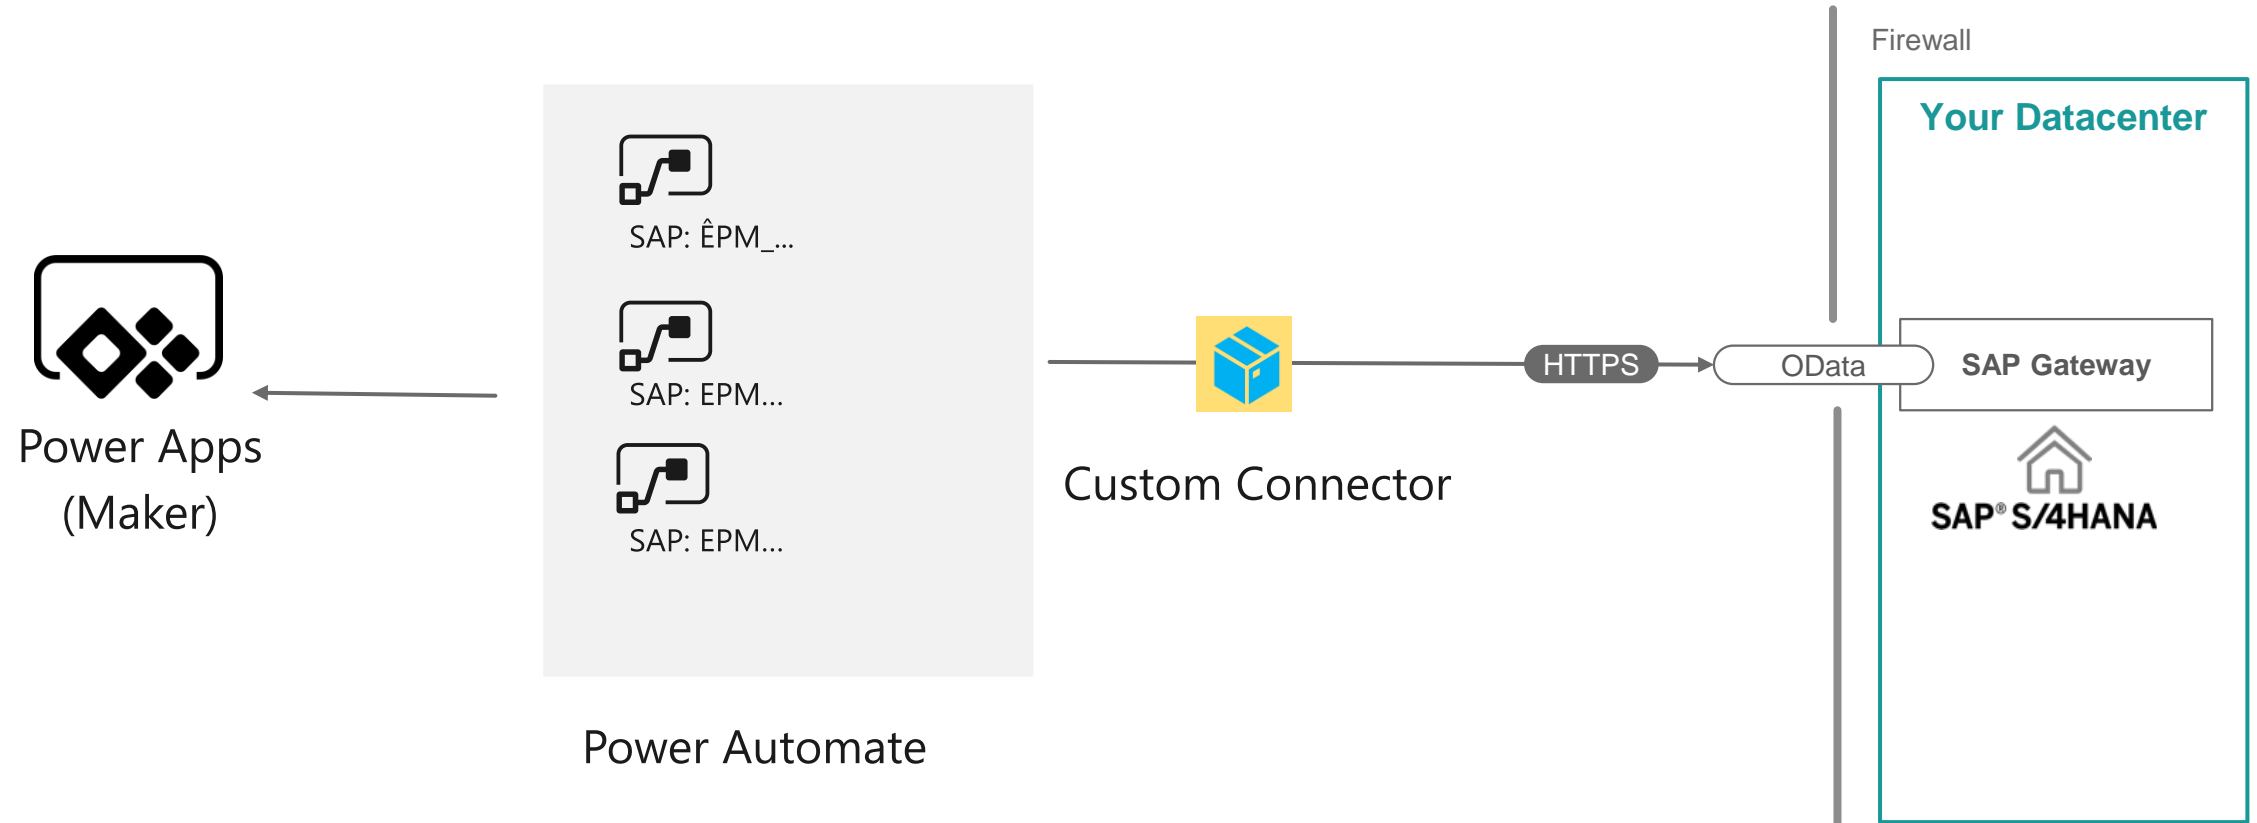 Firewall
Your Datacenter
SAP: ÊPM_...
HTTPS
OData
SAP Gateway
SAP: EPM...
Power Apps
(Maker)
Custom Connector
SAP® S/4HANA
SAP: EPM...
Power Automate